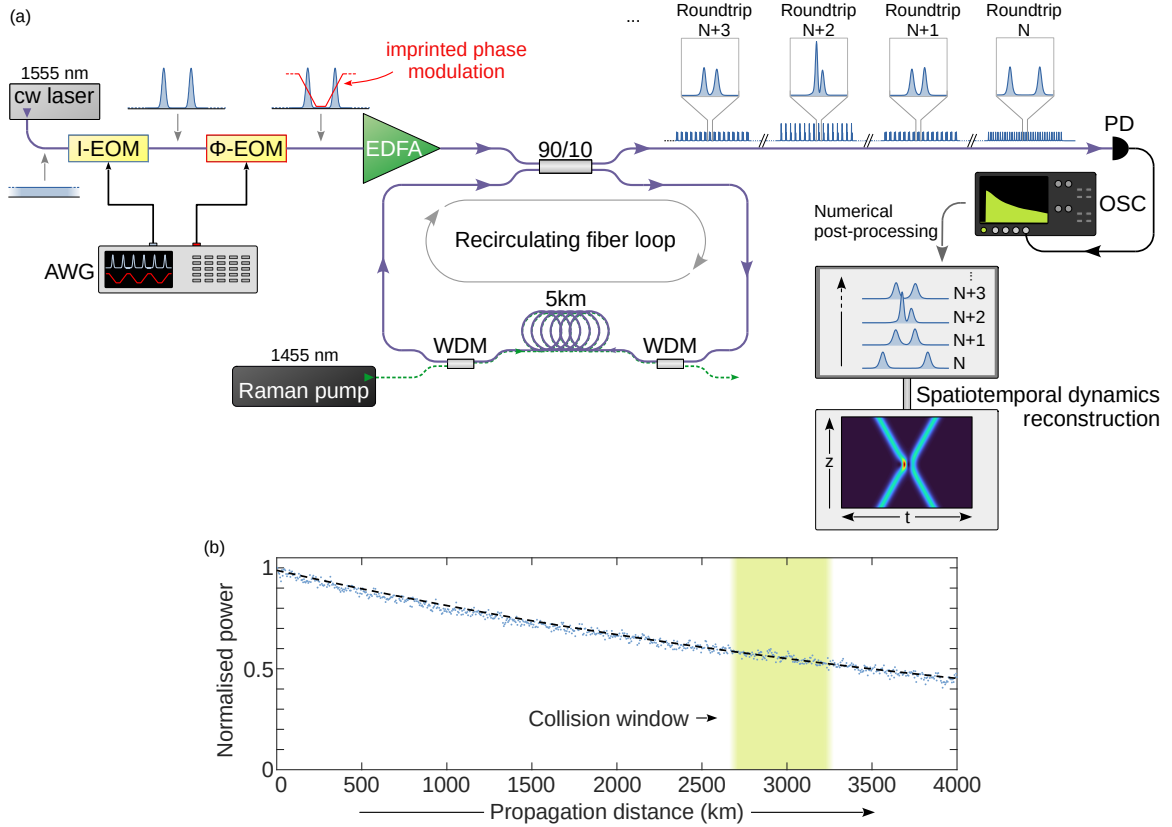 (a)
1555 nm
cw laser
I-EOM
Φ-EOM
imprinted phase
modulation
EDFA
AWG
90/10
...
Roundtrip
N+3
Roundtrip
N+2
Roundtrip
N+1
Roundtrip
N
PD
OSC
Recirculating fiber loop
5km
WDM
WDM
1455 nm
Raman pump
Numerical
post-processing
⋮
N+3
N+2
N+1
N
Spatiotemporal dynamics
reconstruction
z
t
(b)
Normalised power
1
0.5
0
Collision window
0
500
1000
1500
2000
2500
3000
3500
4000
Propagation distance (km)